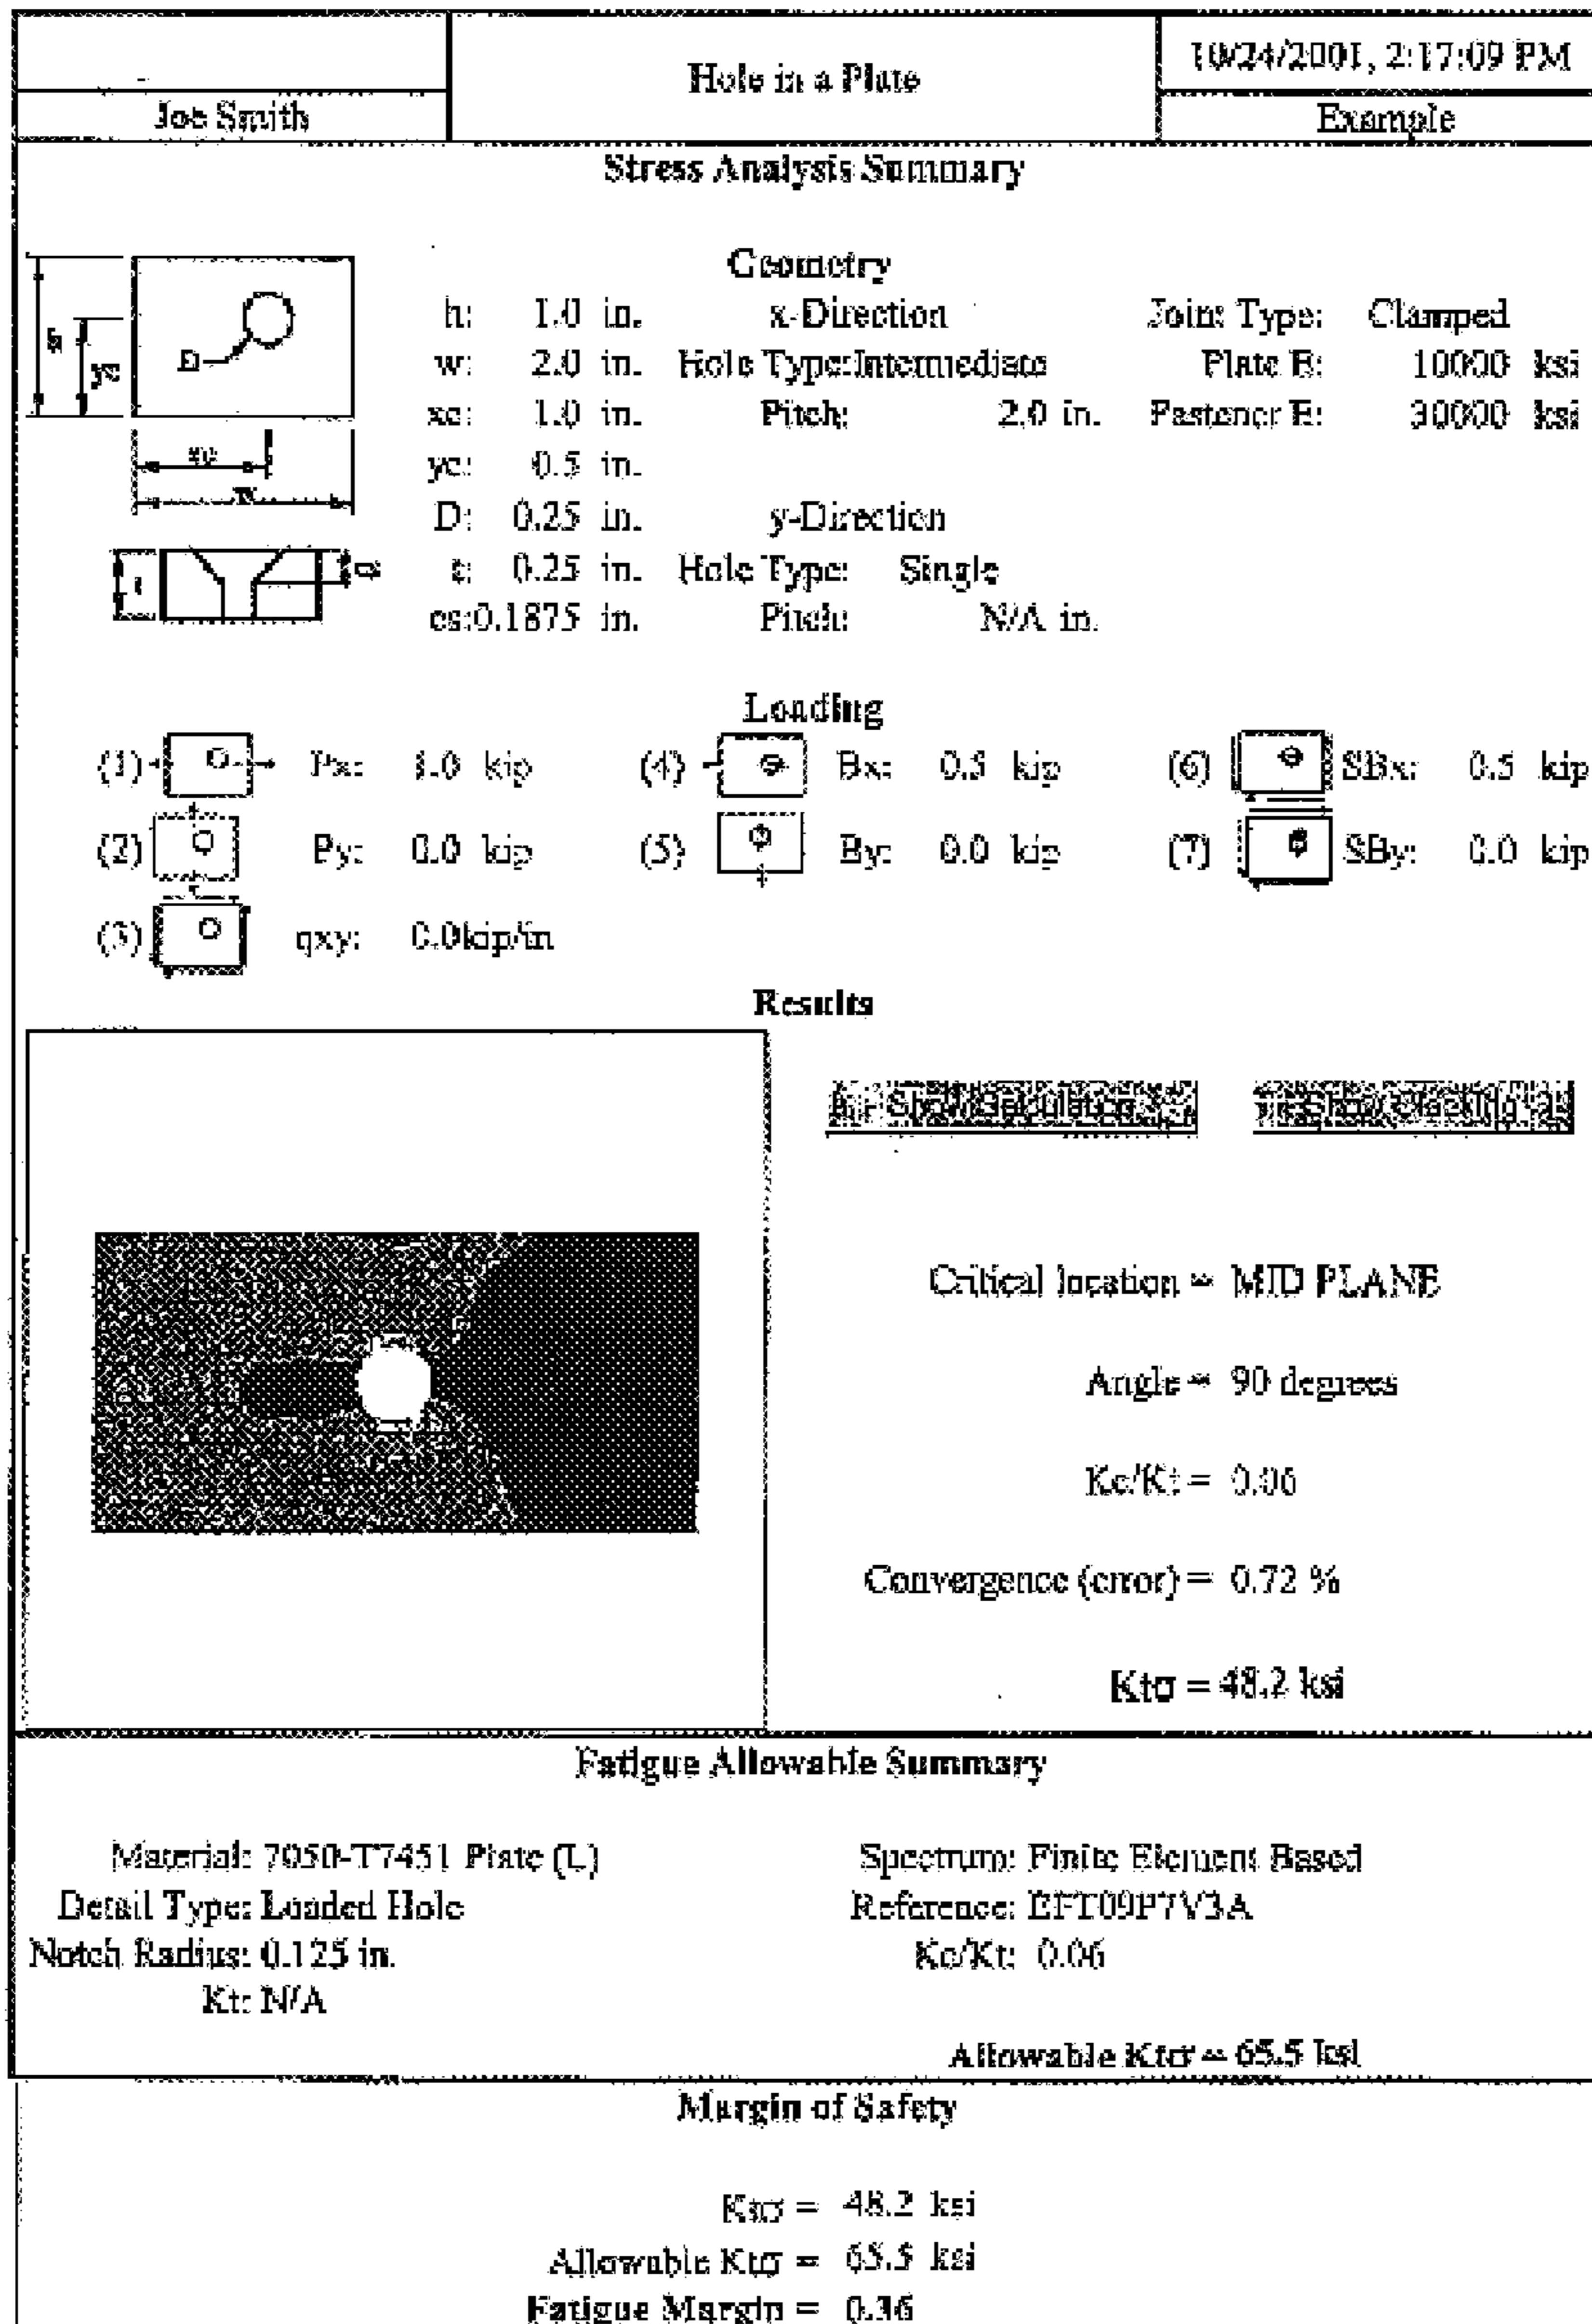 Hole in a Plate
10/24/2001, 2:17:09 PM
Joe Smith
Example
Stress Analysis Summary
Geometry
h: 1.0 in. x-Direction Joint Type: Clamped
w: 2.0 in. Hole Type:Intermediate Plate E: 10000 ksi
xc: 1.0 in. Pitch: 2.0 in. Fastener E: 30000 ksi
yc: 0.5 in.
D: 0.25 in. y-Direction
t: 0.25 in. Hole Type: Single
cs:0.1875 in. Pitch: N/A in.
D
Loading
(1) Px: 1.0 kip (4) Bx: 0.5 kip (6) SBx: 0.5 kip
(2) Py: 0.0 kip (5) By: 0.0 kip (7) SBy: 0.0 kip
(3) qxy: 0.0kip/in
Results
Critical location = MID PLANE
Angle = 90 degrees
Kc/Kt = 0.06
Convergence (error) = 0.72 %
Ktσ = 48.2 ksi
Fatigue Allowable Summary
Material: 7050-T7451 Plate (L) Spectrum: Finite Element Based
Detail Type: Loaded Hole Reference: EFT09P7V3A
Notch Radius: 0.125 in. Kc/Kt: 0.06
Kt: N/A
Allowable Ktσ = 65.5 ksi
Margin of Safety
Ktσ = 48.2 ksi
Allowable Ktσ = 65.5 ksi
Fatigue Margin = 0.36